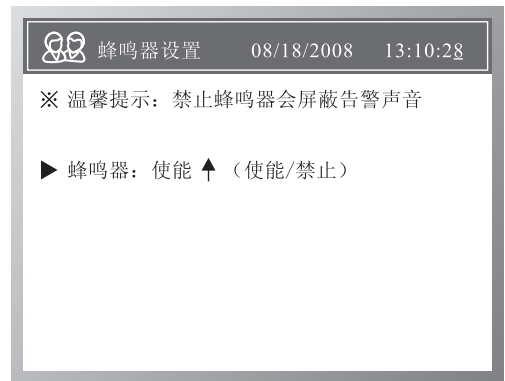 蜂鸣器设置 08/18/2008 13:10:28
※ 温馨提示：禁止蜂鸣器会屏蔽告警声音
▶ 蜂鸣器：使能 ↑（使能/禁止）